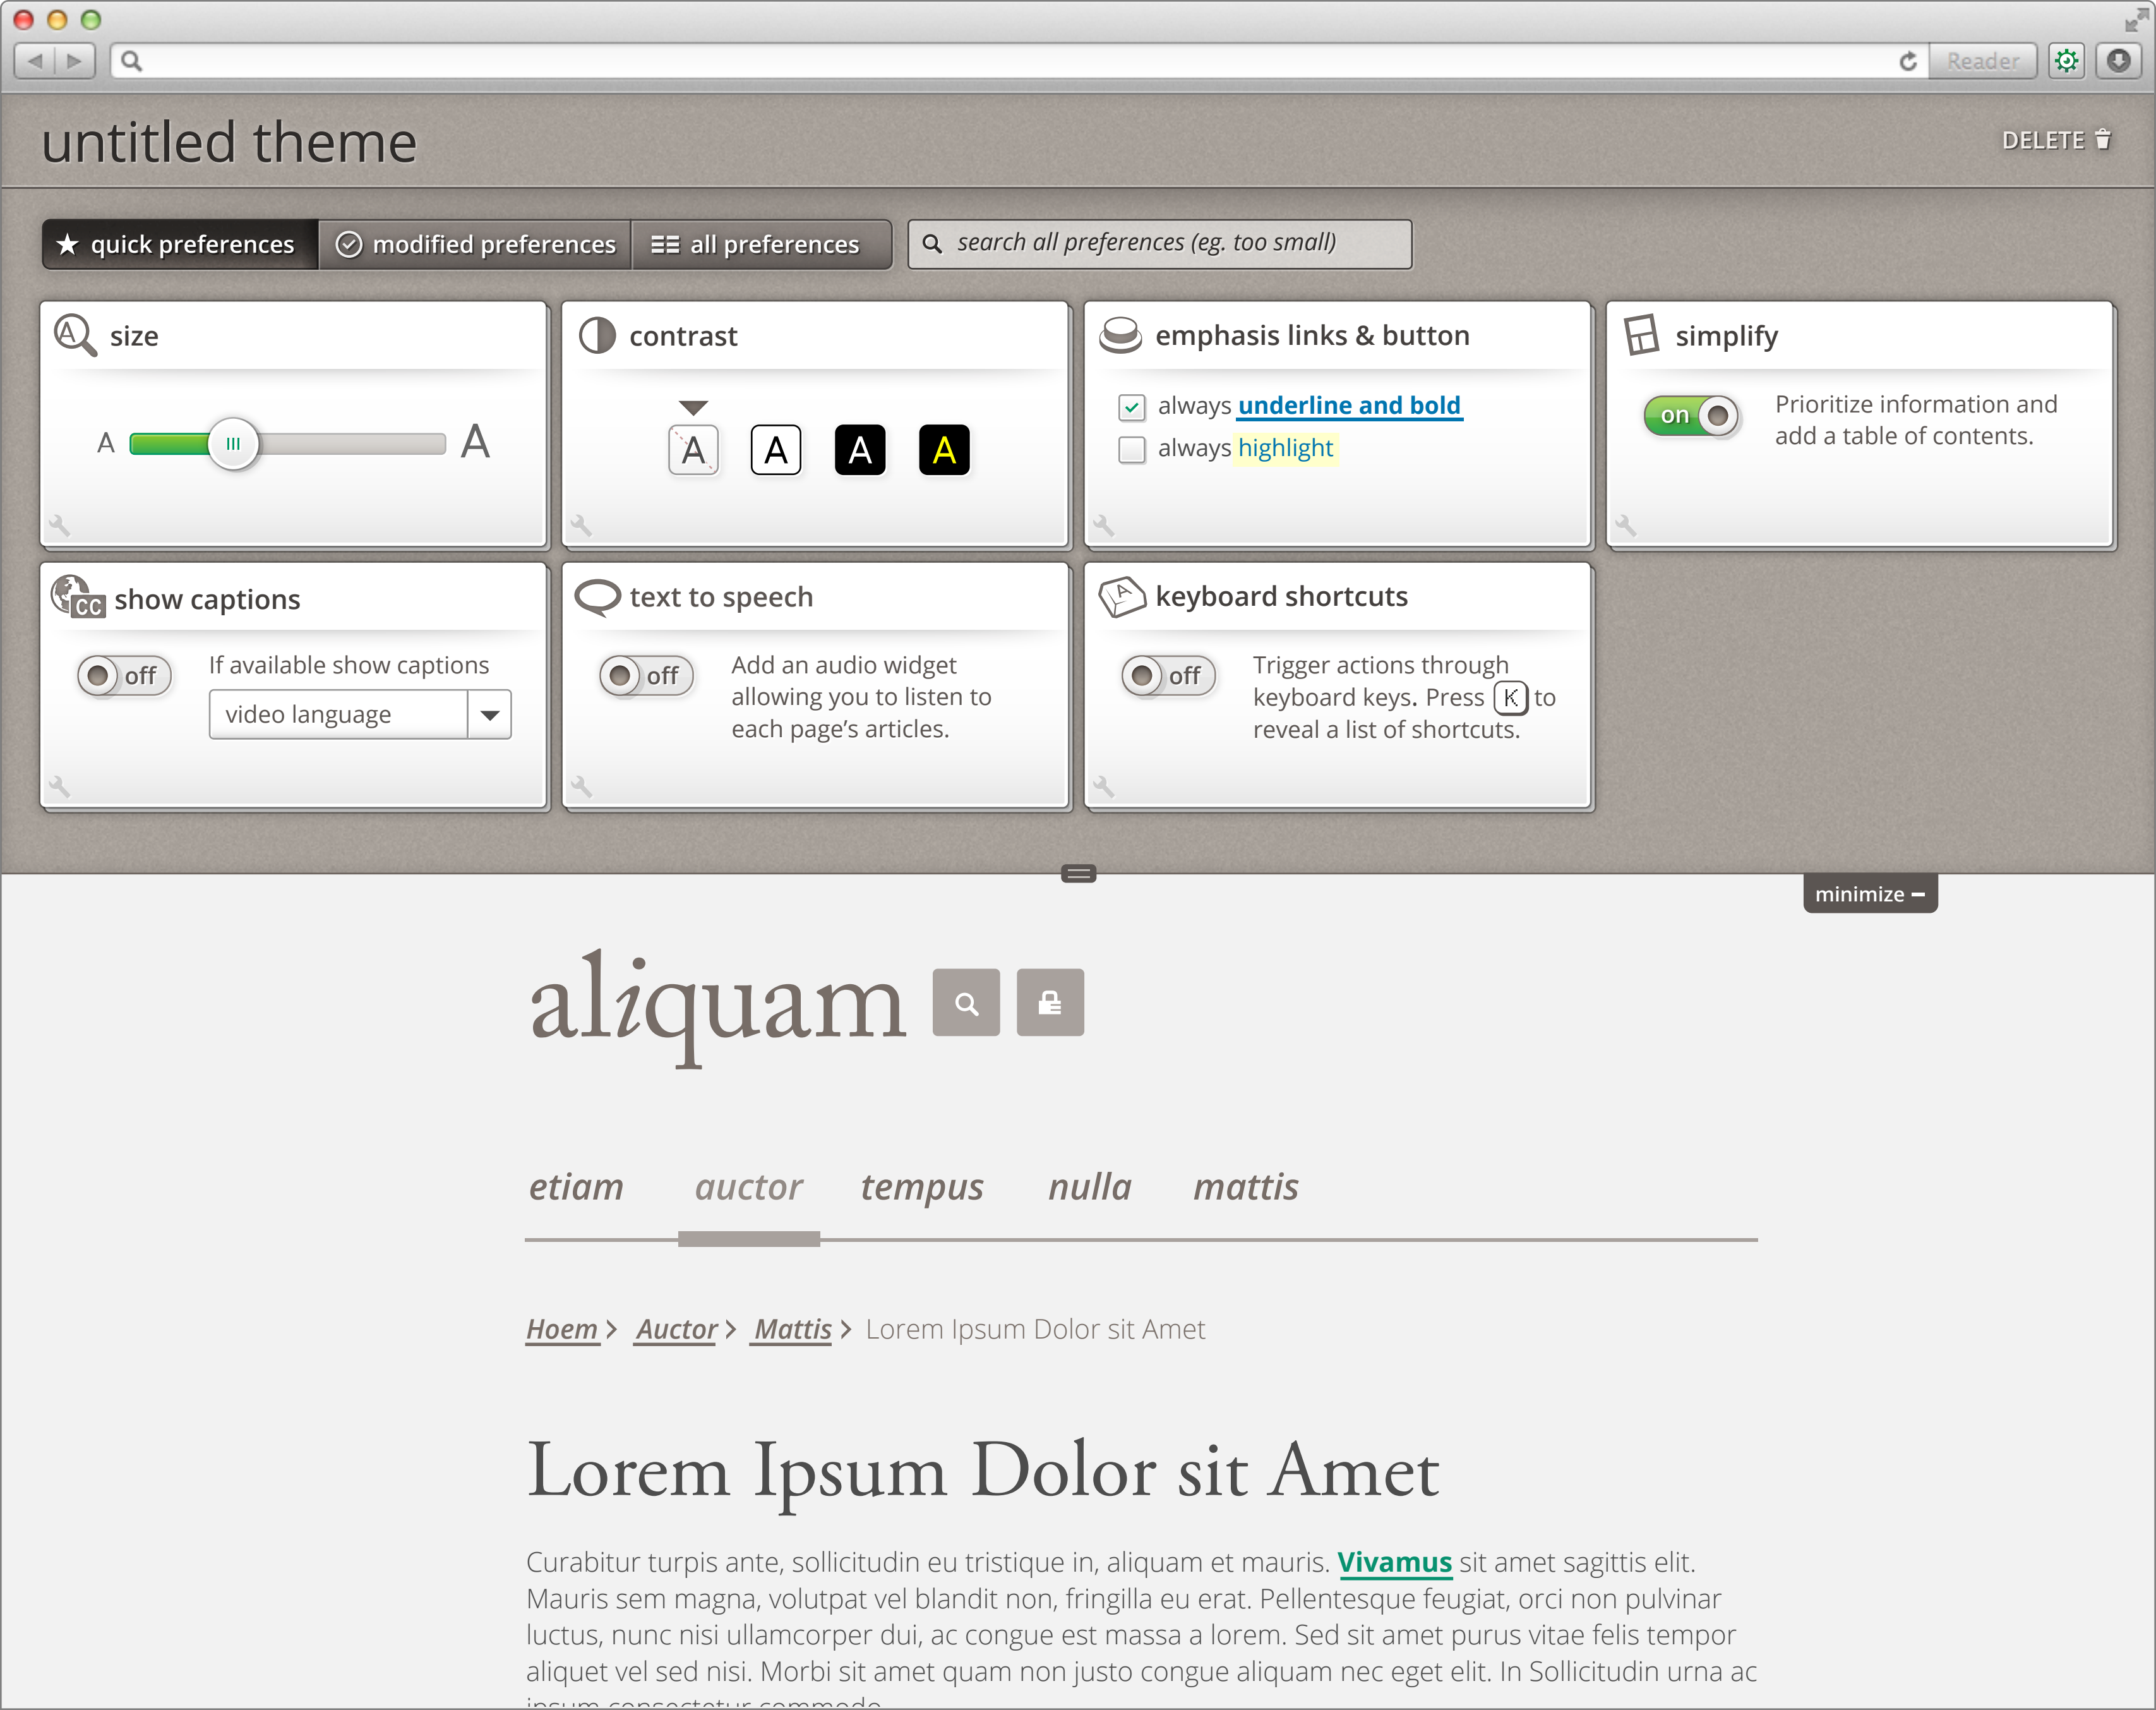 Reader
untitled theme
DELETE
quick preferences
modified preferences
all preferences
search all preferences (eg. too small)
A size
A A
contrast
A A A A
emphasis links & button
always underline and bold
always highlight
simplify
on
Prioritize information and
add a table of contents.
CC show captions
off
If available show captions
video language
text to speech
off
Add an audio widget
allowing you to listen to
each page’s articles.
A keyboard shortcuts
off
Trigger actions through
keyboard keys. Press K to
reveal a list of shortcuts.
minimize
aliquam
etiam auctor tempus nulla mattis
Hoem > Auctor > Mattis > Lorem Ipsum Dolor sit Amet
Lorem Ipsum Dolor sit Amet
Curabitur turpis ante, sollicitudin eu tristique in, aliquam et mauris. Vivamus sit amet sagittis elit.
Mauris sem magna, volutpat vel blandit non, fringilla eu erat. Pellentesque feugiat, orci non pulvinar
luctus, nunc nisi ullamcorper dui, ac congue est massa a lorem. Sed sit amet purus vitae felis tempor
aliquet vel sed nisi. Morbi sit amet quam non justo congue aliquam nec eget elit. In Sollicitudin urna ac
ipsum consectetur commodo